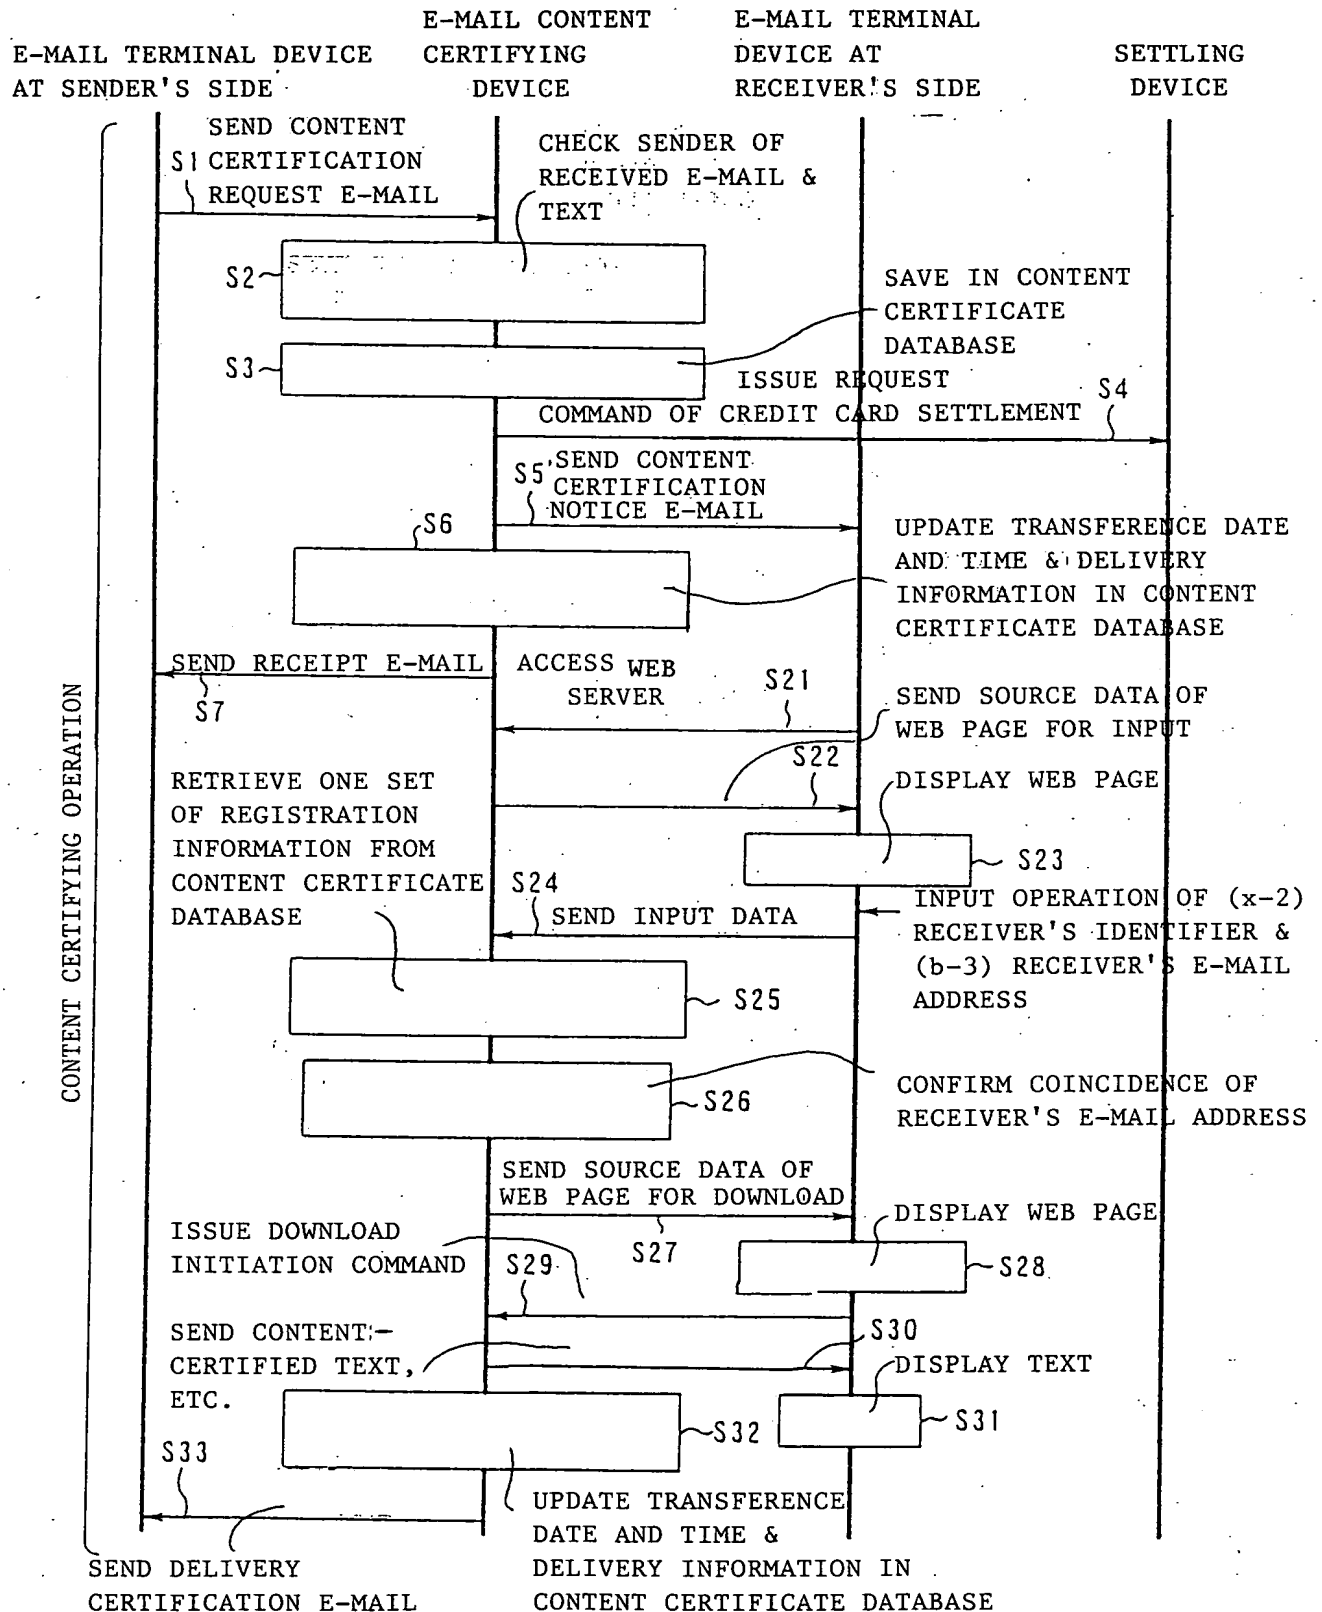 E-MAIL TERMINAL DEVICE
AT SENDER'S SIDE
E-MAIL CONTENT
CERTIFYING
DEVICE
E-MAIL TERMINAL
DEVICE AT
RECEIVER'S SIDE
SETTLING
DEVICE
SEND CONTENT
S1 CERTIFICATION
REQUEST E-MAIL
CHECK SENDER OF
RECEIVED E-MAIL &
TEXT
S2
SAVE IN CONTENT
CERTIFICATE
DATABASE
S3
ISSUE REQUEST
COMMAND OF CREDIT CARD SETTLEMENT
S4
S5
SEND CONTENT
CERTIFICATION
NOTICE E-MAIL
S6
UPDATE TRANSFERENCE DATE
AND TIME & DELIVERY
INFORMATION IN CONTENT
CERTIFICATE DATABASE
SEND RECEIPT E-MAIL
S7
ACCESS WEB
SERVER
S21
SEND SOURCE DATA OF
WEB PAGE FOR INPUT
S22
DISPLAY WEB PAGE
S23
RETRIEVE ONE SET
OF REGISTRATION
INFORMATION FROM
CONTENT CERTIFICATE
DATABASE
S24
SEND INPUT DATA
INPUT OPERATION OF (x-2)
RECEIVER'S IDENTIFIER &
(b-3) RECEIVER'S E-MAIL
ADDRESS
S25
S26
CONFIRM COINCIDENCE OF
RECEIVER'S E-MAIL ADDRESS
CONTENT CERTIFYING OPERATION
SEND SOURCE DATA OF
WEB PAGE FOR DOWNLOAD
S27
DISPLAY WEB PAGE
S28
ISSUE DOWNLOAD
INITIATION COMMAND
S29
SEND CONTENT-
CERTIFIED TEXT,
ETC.
S30
DISPLAY TEXT
S31
S32
S33
UPDATE TRANSFERENCE
DATE AND TIME &
DELIVERY INFORMATION IN
CONTENT CERTIFICATE DATABASE
SEND DELIVERY
CERTIFICATION E-MAIL